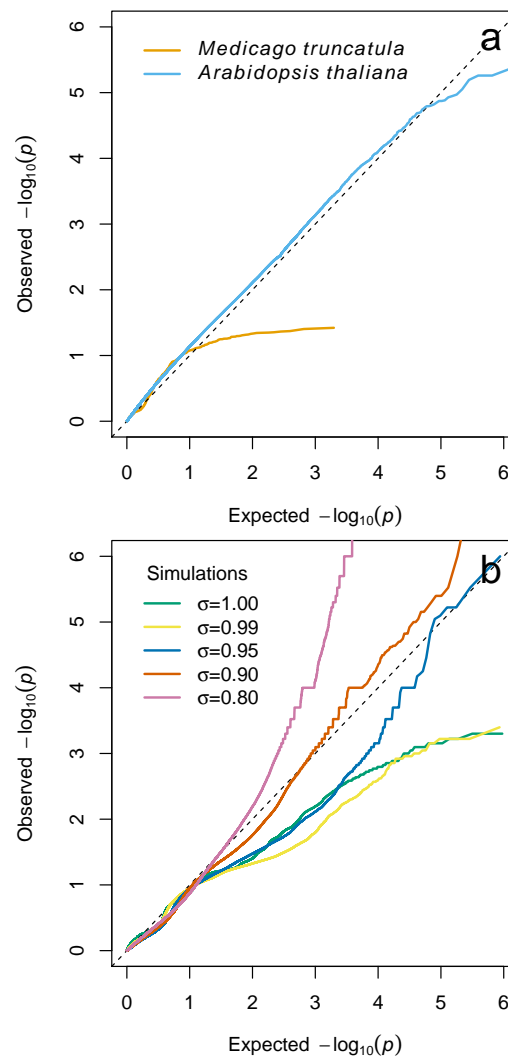 a
Medicago truncatula
Arabidopsis thaliana
6
5
4
3
2
1
0
Observed −log10(p)
0 1 2 3 4 5 6
Expected −log10(p)
b
Simulations
σ=1.00
σ=0.99
σ=0.95
σ=0.90
σ=0.80
6
5
4
3
2
1
0
Observed −log10(p)
0 1 2 3 4 5 6
Expected −log10(p)